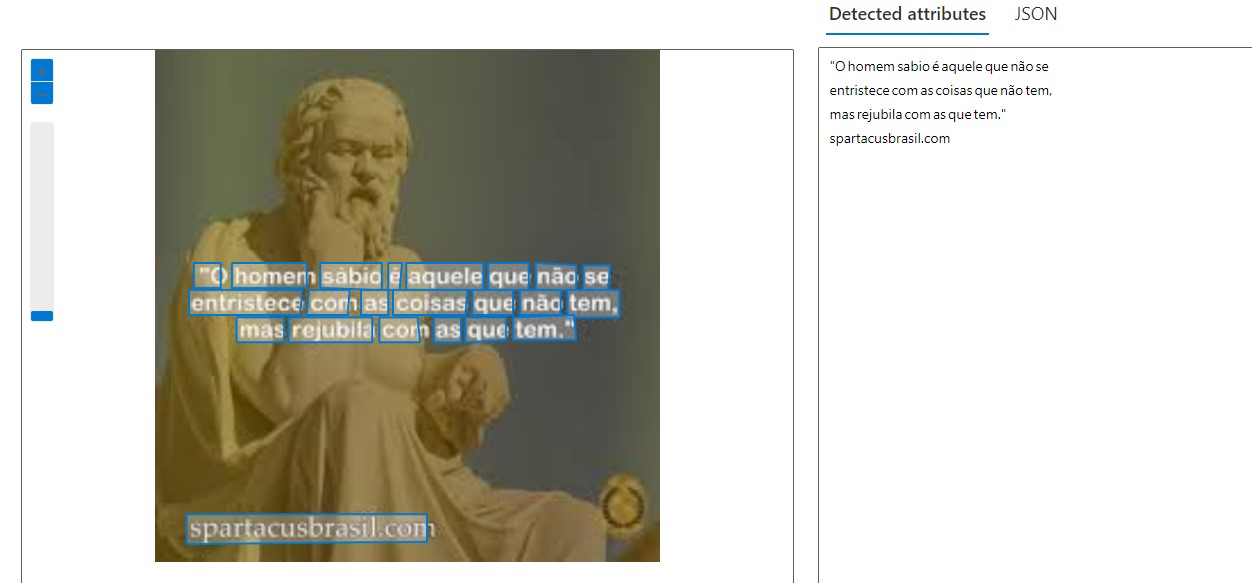 Detected attributes JSON
"O homem sábio é aquele que não se
entristece com as coisas que não tem,
mas rejubila com as que tem."
spartacusbrasil.com
"O homem sabio é aquele que não se
entristece com as coisas que não tem,
mas rejubila com as que tem."
spartacusbrasil.com